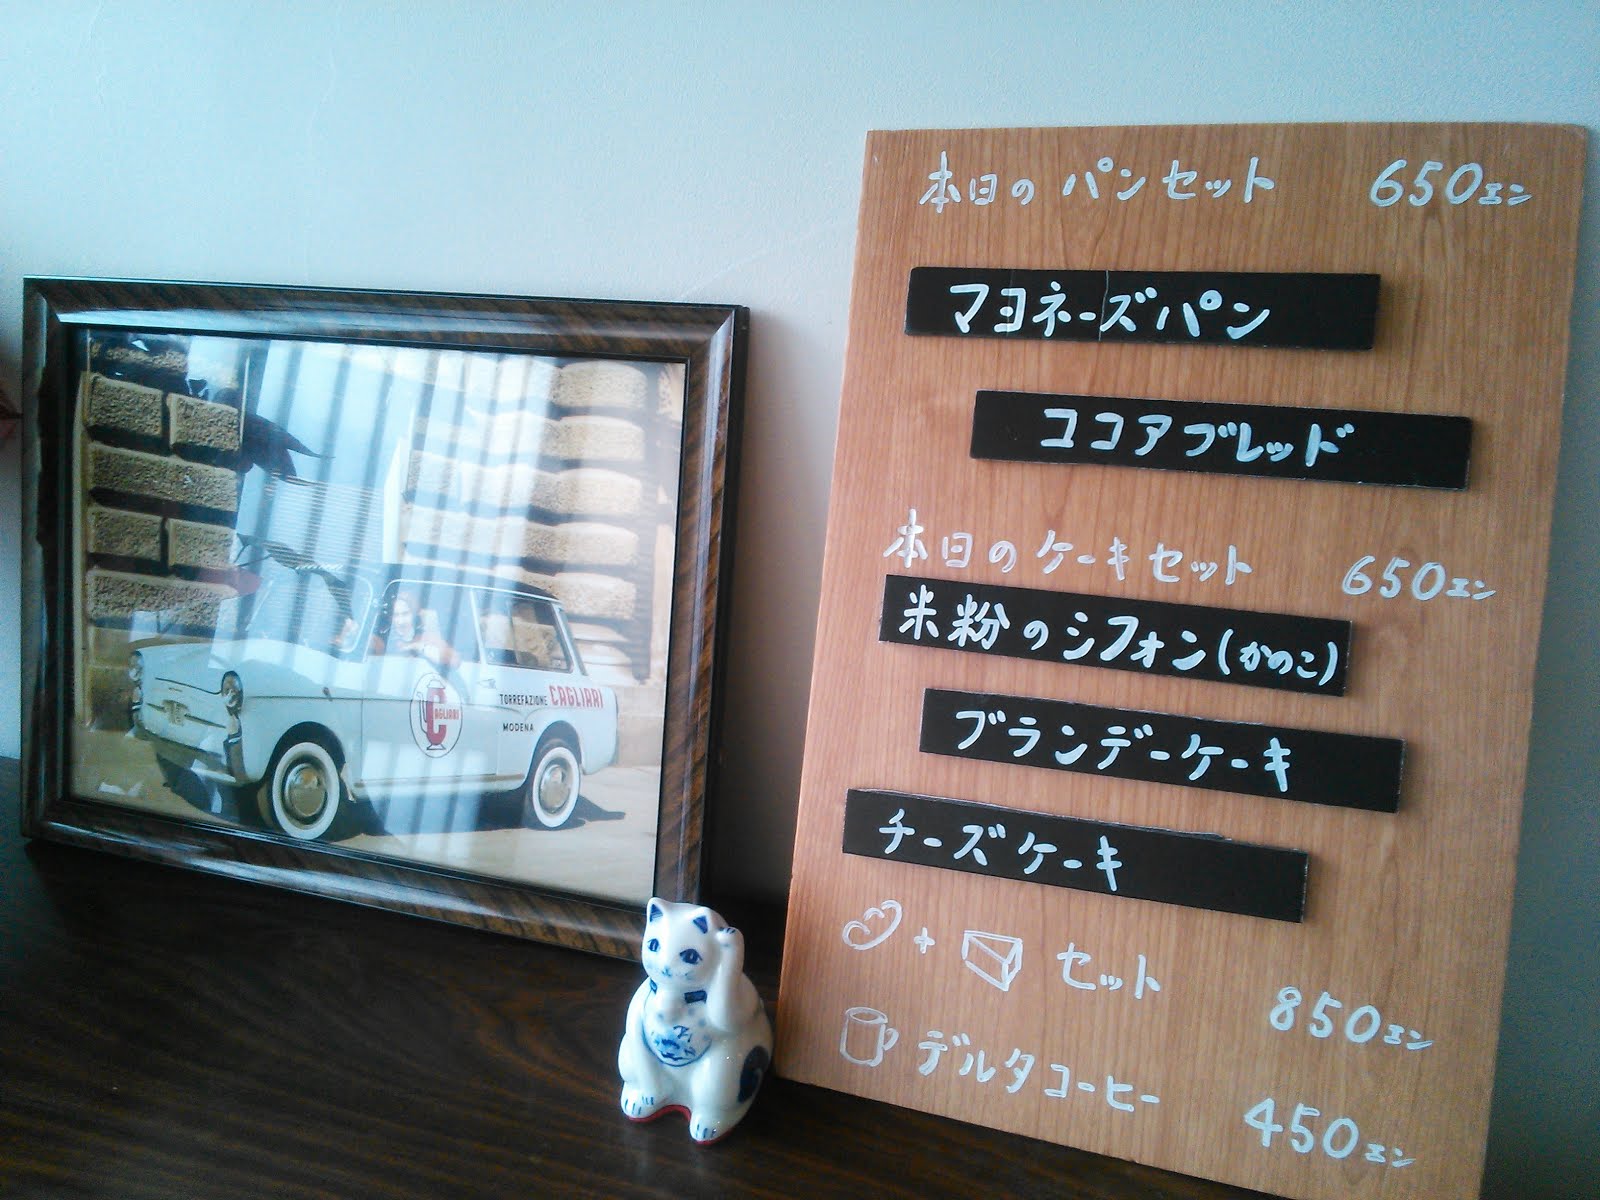 本日の パンセット 650エン
マヨネーズパン
ココアブレッド
本日のケーキセット 650エン
米粉のシフォン(かのこ)
ブランデーケーキ
チーズケーキ
+ セット 850エン
デルタコーヒー 450エン
TORREFAZIONE CAGLIARI
MODENA
CAGLIARI